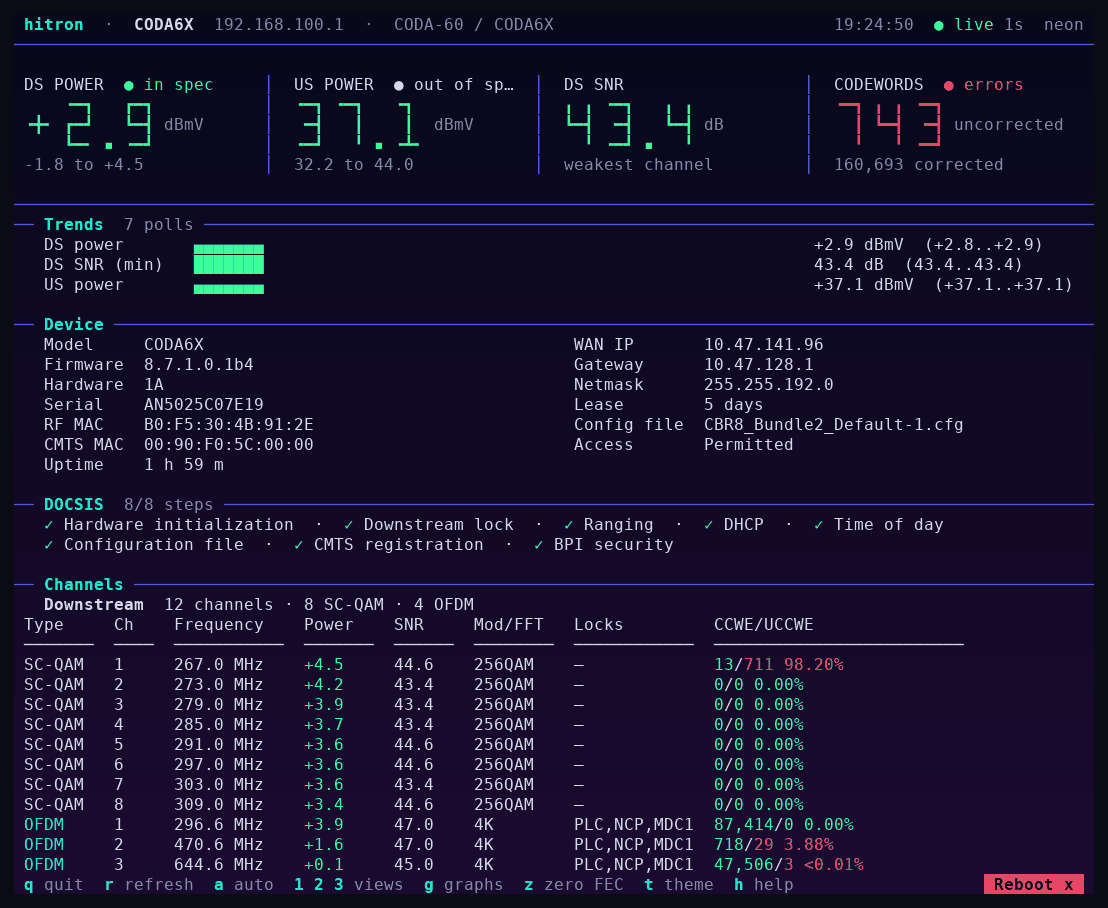 hitron · CODA6X 192.168.100.1 · CODA-60 / CODA6X 19:24:50 ● live 1s neon
DS POWER ● in spec │ US POWER ● out of sp… │ DS SNR │ CODEWORDS ● errors
+2.9 dBmV │ 37.1 dBmV │ 43.4 dB │ 743 uncorrected
-1.8 to +4.5 │ 32.2 to 44.0 │ weakest channel │ 160,693 corrected
Trends 7 polls
DS power +2.9 dBmV (+2.8..+2.9)
DS SNR (min) 43.4 dB (43.4..43.4)
US power +37.1 dBmV (+37.1..+37.1)
Device
Model CODA6X WAN IP 10.47.141.96
Firmware 8.7.1.0.1b4 Gateway 10.47.128.1
Hardware 1A Netmask 255.255.192.0
Serial AN5025C07E19 Lease 5 days
RF MAC B0:F5:30:4B:91:2E Config file CBR8_Bundle2_Default-1.cfg
CMTS MAC 00:90:F0:5C:00:00 Access Permitted
Uptime 1 h 59 m
DOCSIS 8/8 steps
✓ Hardware initialization · ✓ Downstream lock · ✓ Ranging · ✓ DHCP · ✓ Time of day
✓ Configuration file · ✓ CMTS registration · ✓ BPI security
Channels
Downstream 12 channels · 8 SC-QAM · 4 OFDM
Type Ch Frequency Power SNR Mod/FFT Locks CCWE/UCCWE
SC-QAM 1 267.0 MHz +4.5 44.6 256QAM — 13/711 98.20%
SC-QAM 2 273.0 MHz +4.2 43.4 256QAM — 0/0 0.00%
SC-QAM 3 279.0 MHz +3.9 43.4 256QAM — 0/0 0.00%
SC-QAM 4 285.0 MHz +3.7 43.4 256QAM — 0/0 0.00%
SC-QAM 5 291.0 MHz +3.6 44.6 256QAM — 0/0 0.00%
SC-QAM 6 297.0 MHz +3.6 44.6 256QAM — 0/0 0.00%
SC-QAM 7 303.0 MHz +3.6 43.4 256QAM — 0/0 0.00%
SC-QAM 8 309.0 MHz +3.4 44.6 256QAM — 0/0 0.00%
OFDM 1 296.6 MHz +3.9 47.0 4K PLC,NCP,MDC1 87,414/0 0.00%
OFDM 2 470.6 MHz +1.6 47.0 4K PLC,NCP,MDC1 718/29 3.88%
OFDM 3 644.6 MHz +0.1 45.0 4K PLC,NCP,MDC1 47,506/3 <0.01%
q quit r refresh a auto 1 2 3 views g graphs z zero FEC t theme h help Reboot x